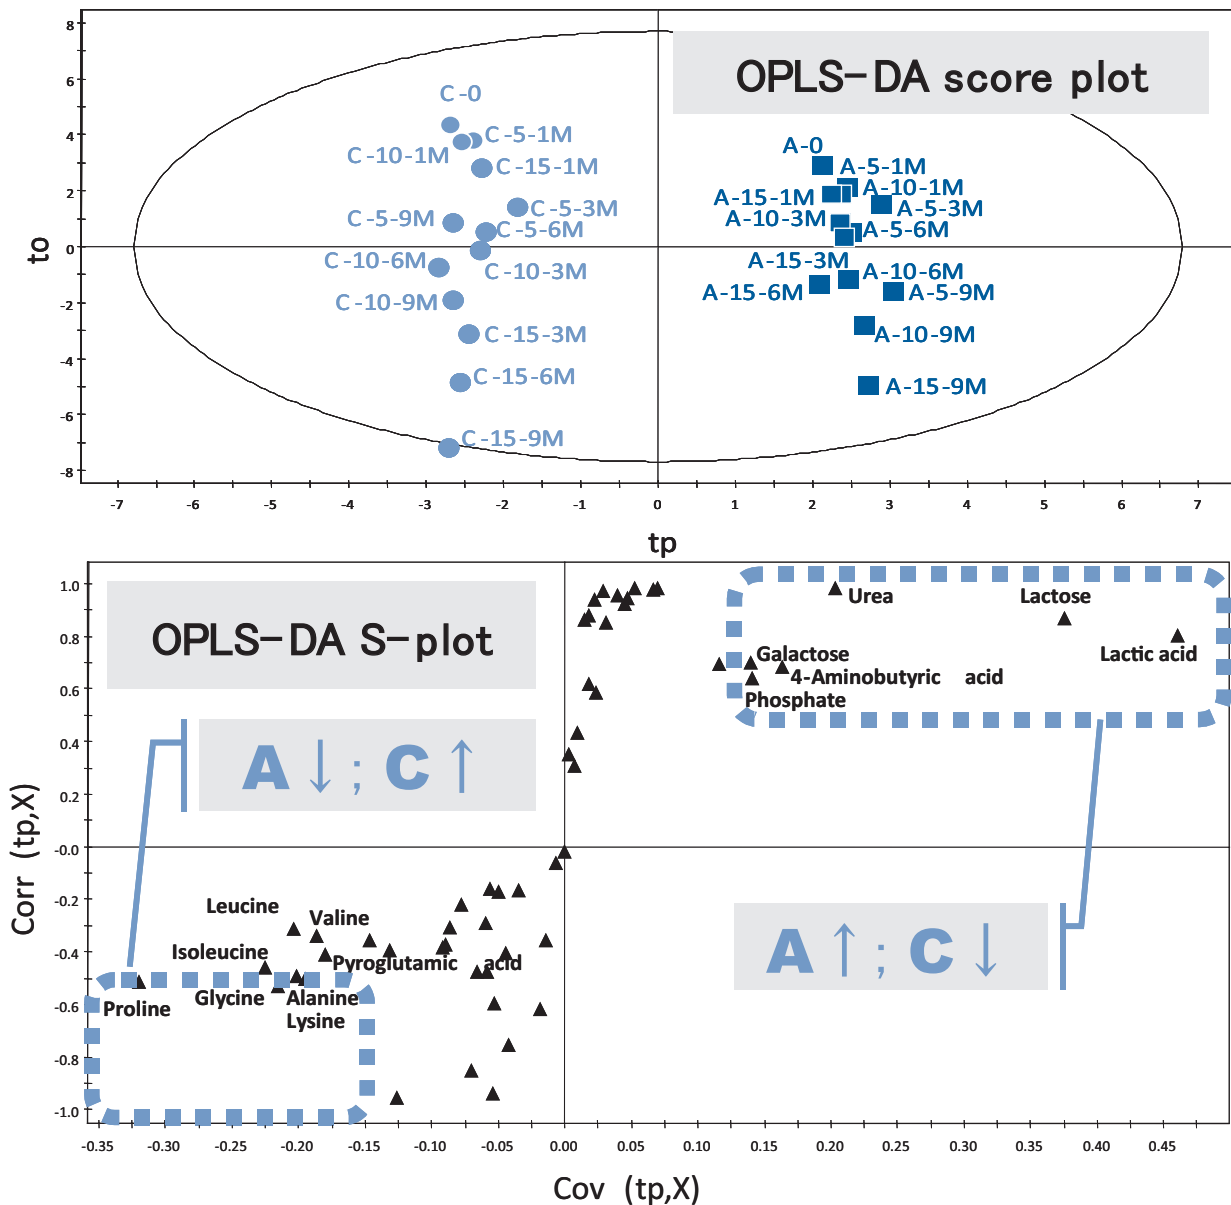 OPLS-DA score plot
8
6
4
2
0
-2
-4
-6
-8
to
C-0
C-5-1M
C-10-1M
C-15-1M
C-5-3M
C-5-9M
C-5-6M
C-10-6M
C-10-3M
C-10-9M
C-15-3M
C-15-6M
C-15-9M
A-0
A-5-1M
A-10-1M
A-15-1M
A-5-3M
A-10-3M
A-5-6M
A-15-3M
A-10-6M
A-15-6M
A-5-9M
A-10-9M
A-15-9M
-7 -6 -5 -4 -3 -2 -1 0 1 2 3 4 5 6 7
tp
OPLS-DA S-plot
1.0
0.8
0.6
0.4
0.2
-0.0
-0.2
-0.4
-0.6
-0.8
-1.0
Corr (tp,X)
Urea
Lactose
Lactic acid
Galactose
4-Aminobutyric acid
Phosphate
A ↓ ; C ↑
A ↑ ; C ↓
Leucine
Valine
Isoleucine
Pyroglutamic acid
Proline
Glycine
Alanine
Lysine
-0.35 -0.30 -0.25 -0.20 -0.15 -0.10 -0.05 0.00 0.05 0.10 0.15 0.20 0.25 0.30 0.35 0.40 0.45
Cov (tp,X)